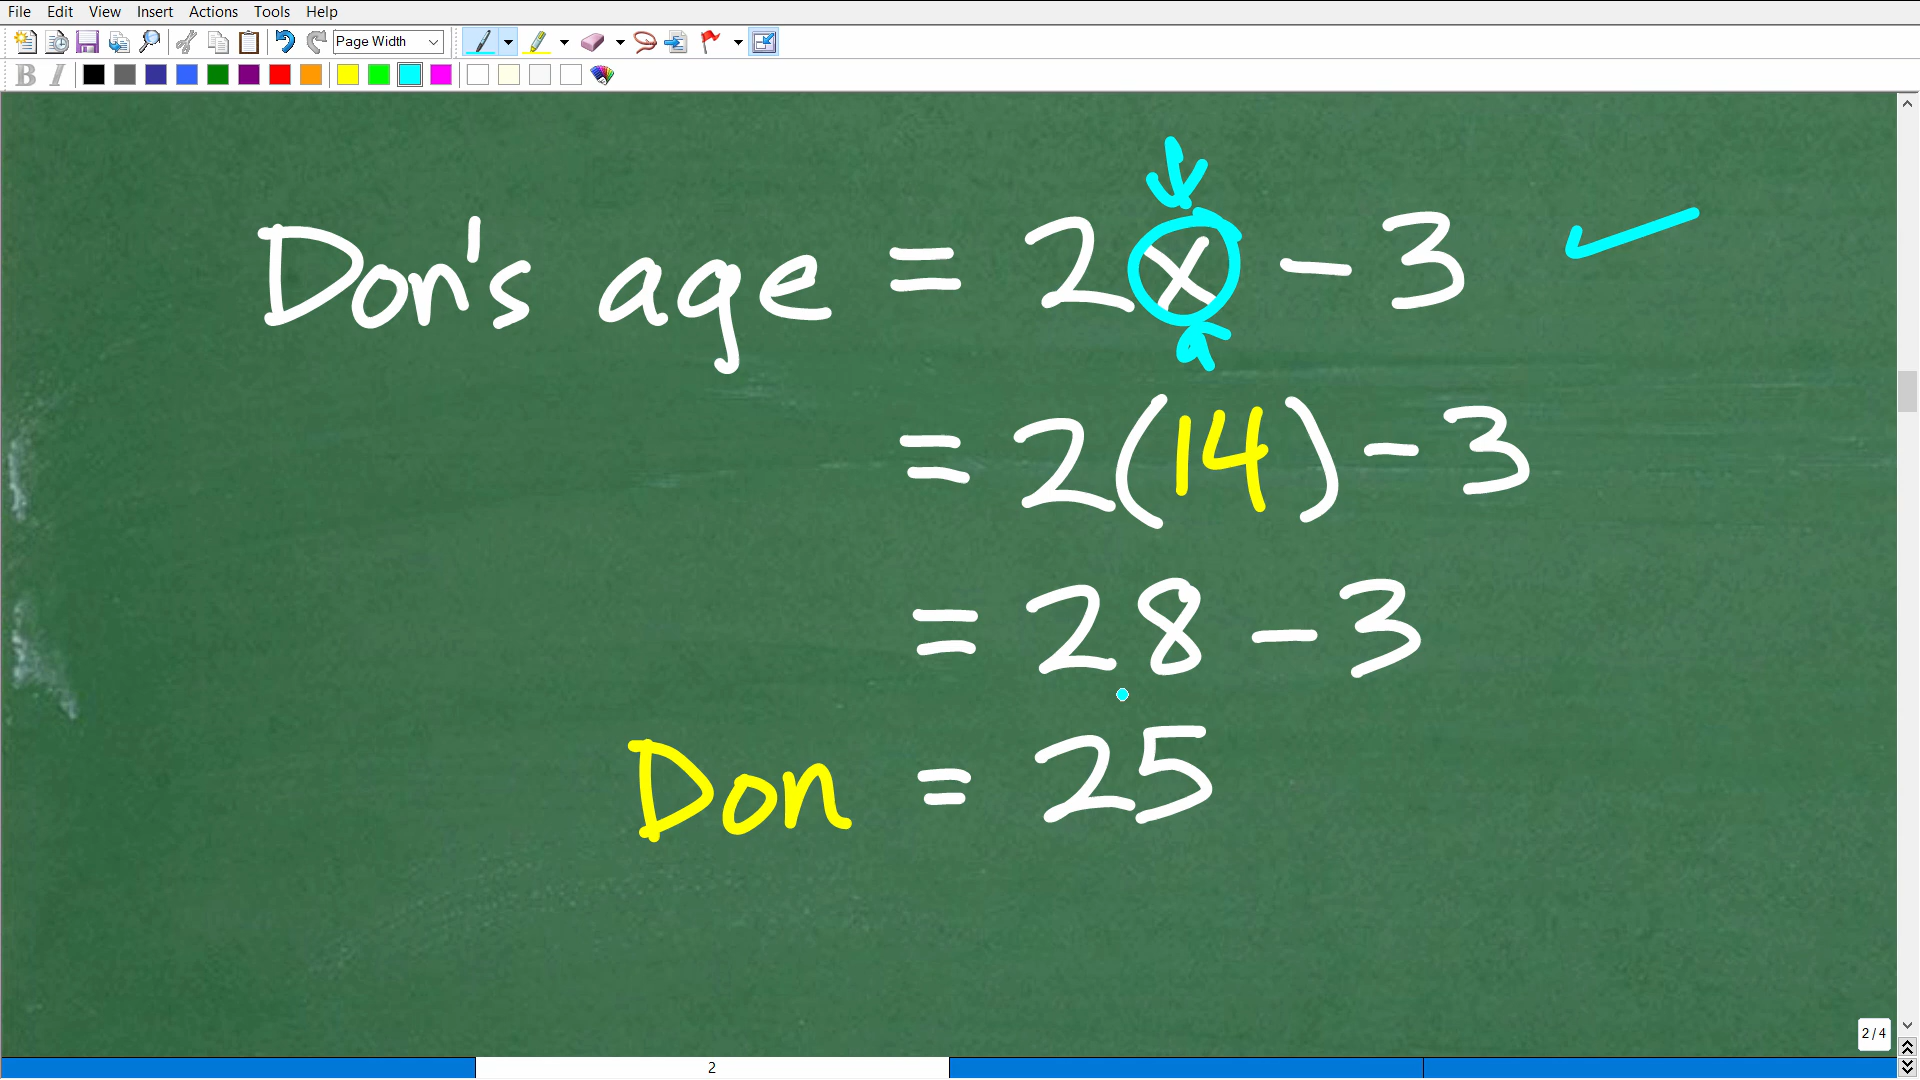 File Edit View Insert Actions Tools Help
Page Width
B I
Don's age = 2x - 3
= 2(14) - 3
= 28 - 3
Don = 25
2 / 4
2